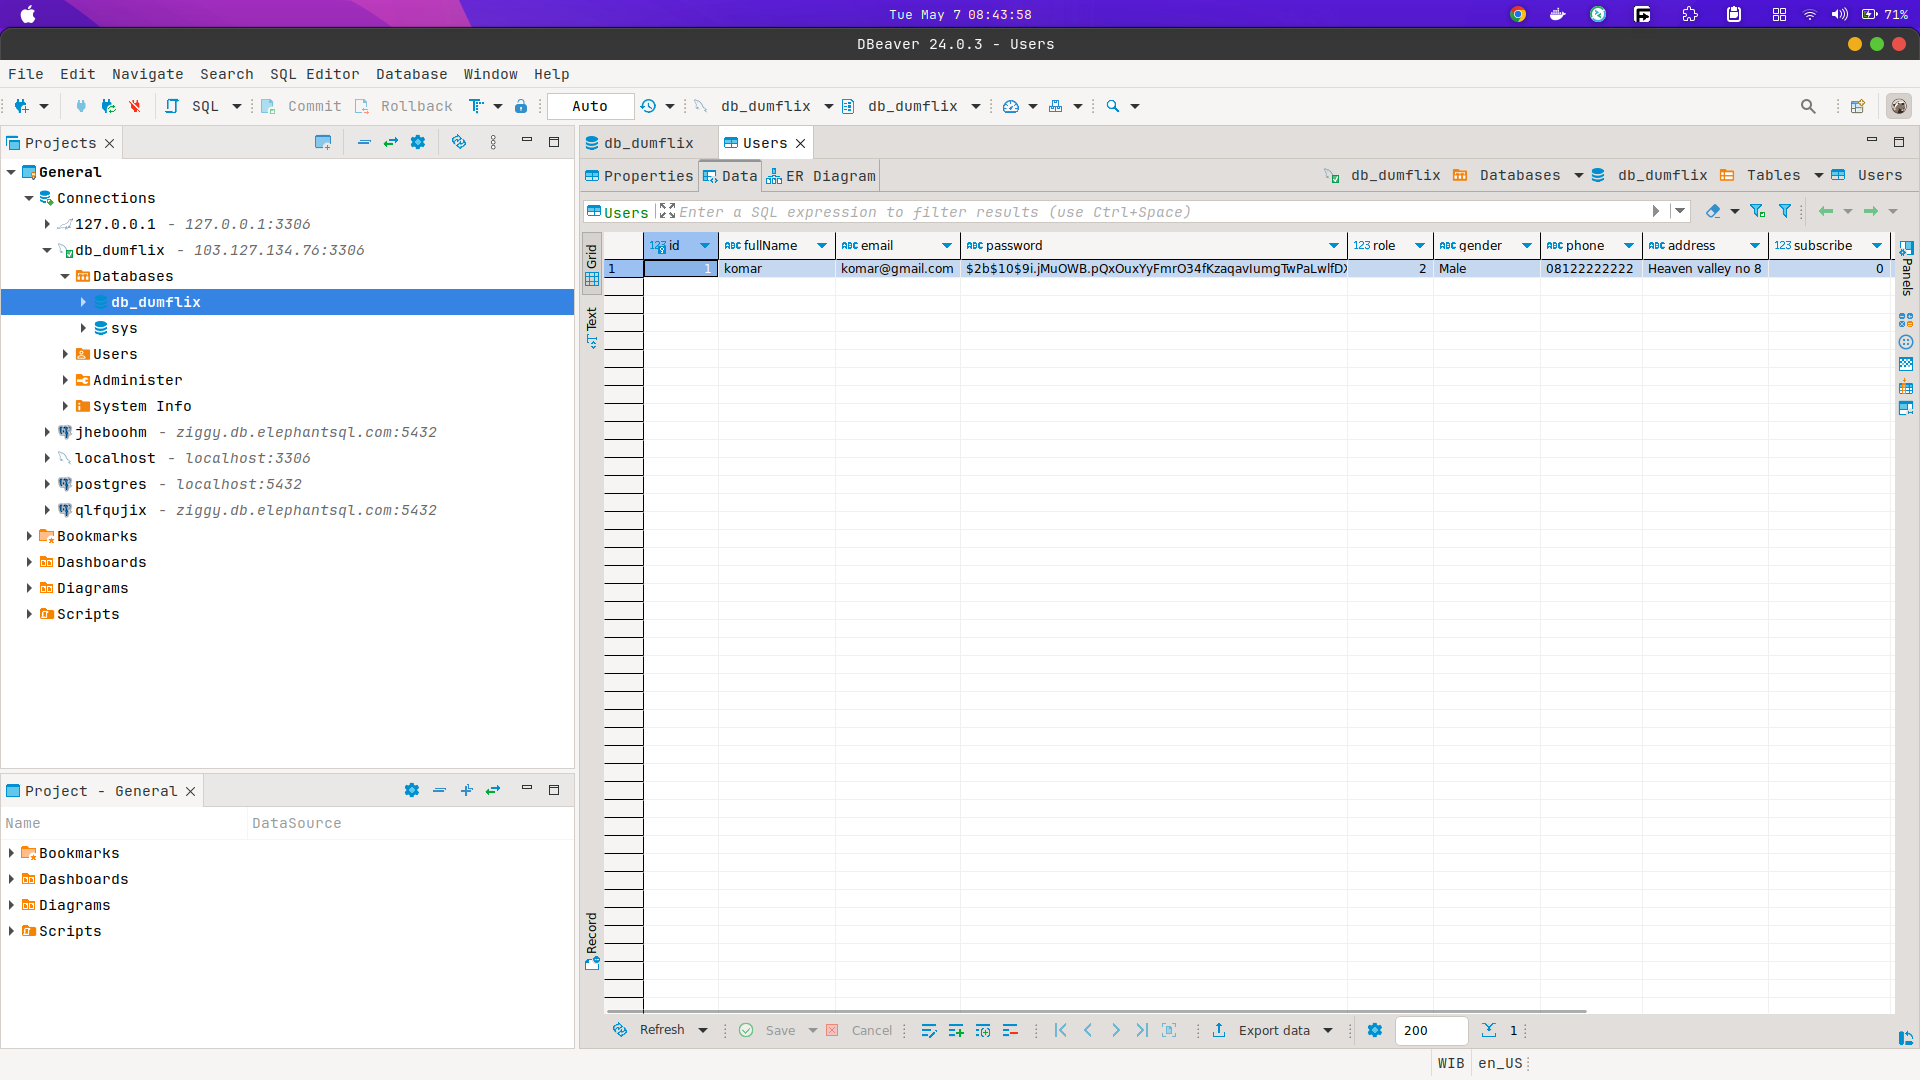 Tue May 7 08:43:58
71%
DBeaver 24.0.3 - Users
File Edit Navigate Search SQL Editor Database Window Help
SQL Commit Rollback Auto db_dumflix db_dumflix
Projects
General
Connections
127.0.0.1 - 127.0.0.1:3306
db_dumflix - 103.127.134.76:3306
Databases
db_dumflix
sys
Users
Administer
System Info
jheboohm - ziggy.db.elephantsql.com:5432
localhost - localhost:3306
postgres - localhost:5432
qlfqujix - ziggy.db.elephantsql.com:5432
Bookmarks
Dashboards
Diagrams
Scripts
Project - General
Name DataSource
Bookmarks
Dashboards
Diagrams
Scripts
db_dumflix Users
Properties Data ER Diagram db_dumflix Databases db_dumflix Tables Users
Users Enter a SQL expression to filter results (use Ctrl+Space)
Grid
Text
Record
123 id ABC fullName ABC email ABC password 123 role ABC gender ABC phone ABC address 123 subscribe
1 1 komar komar@gmail.com $2b$10$9i.jMuOWB.pQxOuxYyFmrO34fKzaqavIumgTwPaLwlfDX 2 Male 08122222222 Heaven valley no 8 0
Panels
Refresh Save Cancel Export data 200 1
WIB en_US